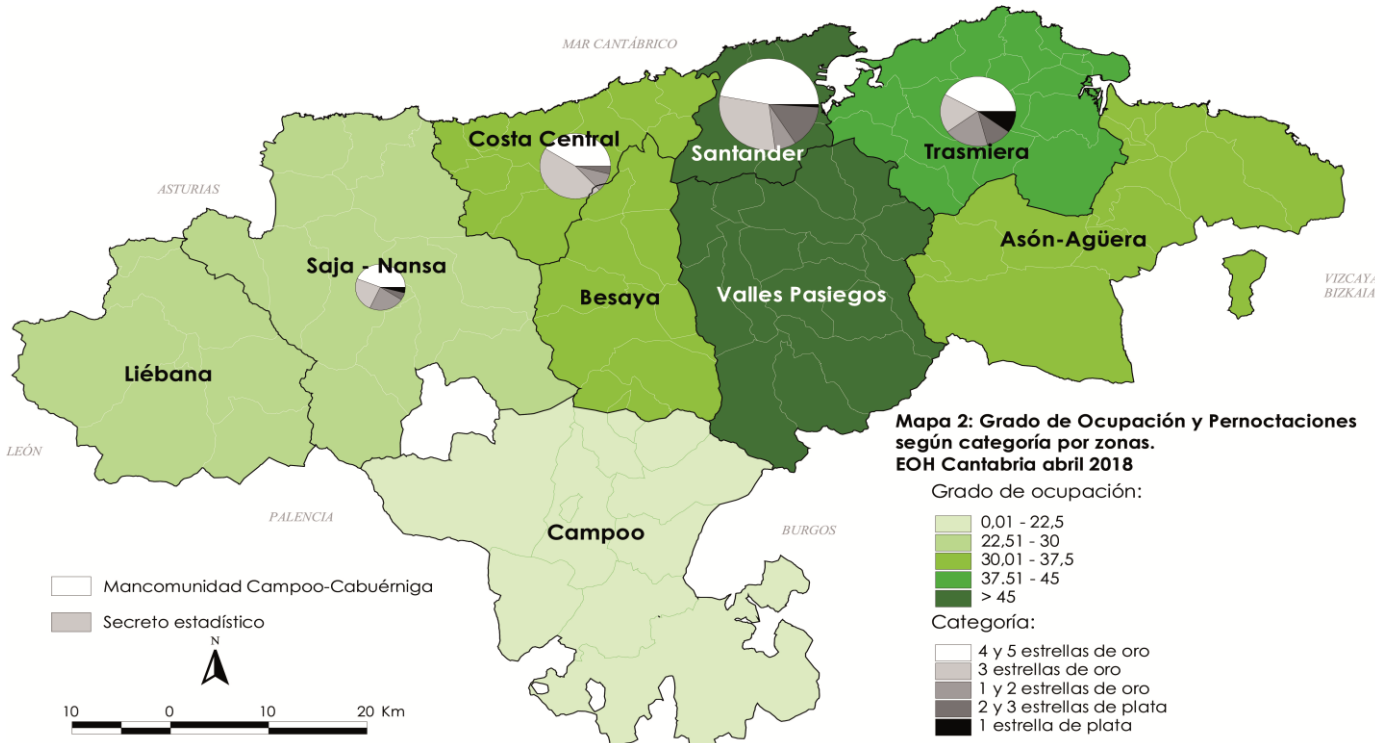 MAR CANTÁBRICO
Costa Central
Santander
Trasmiera
ASTURIAS
Asón-Agüera
Saja - Nansa
Besaya
Valles Pasiegos
VIZCAYA
BIZKAIA
Liébana
Mapa 2: Grado de Ocupación y Pernoctaciones
según categoría por zonas.
EOH Cantabria abril 2018
LEÓN
Grado de ocupación:
0,01 - 22,5
22,51 - 30
30,01 - 37,5
37,51 - 45
> 45
PALENCIA
BURGOS
Campoo
Mancomunidad Campoo-Cabuérniga
Secreto estadístico
Categoría:
4 y 5 estrellas de oro
3 estrellas de oro
1 y 2 estrellas de oro
2 y 3 estrellas de plata
1 estrella de plata
N
10 0 10 20 Km